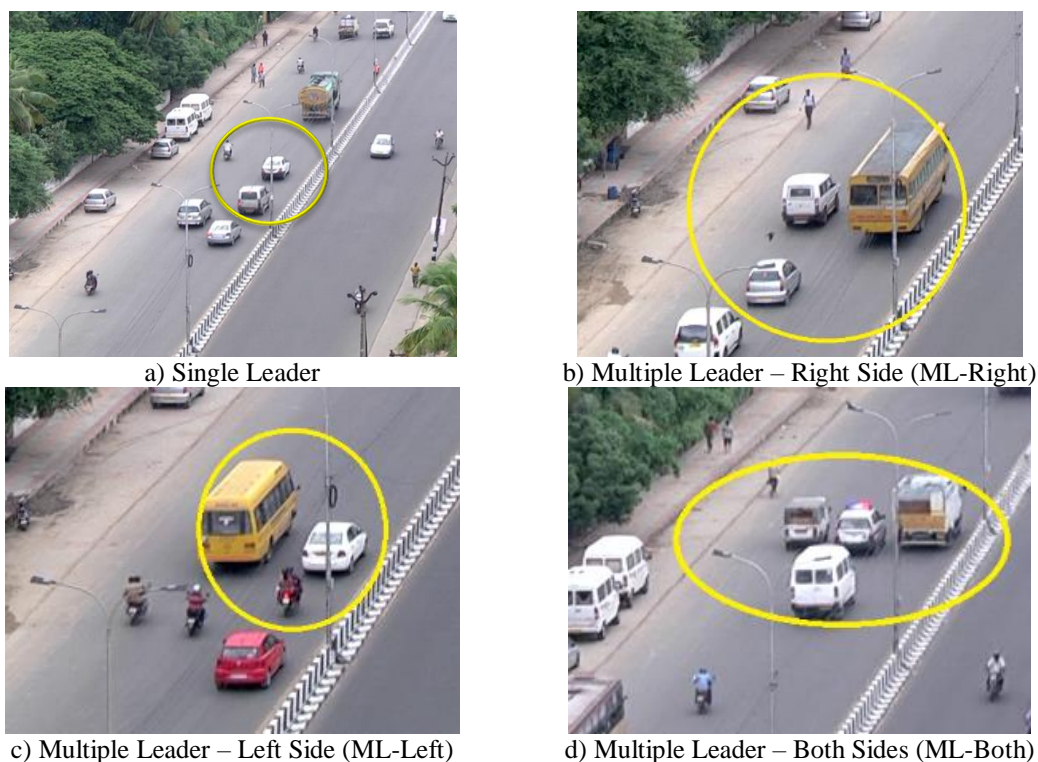 a) Single Leader
b) Multiple Leader – Right Side (ML-Right)
c) Multiple Leader – Left Side (ML-Left)
d) Multiple Leader – Both Sides (ML-Both)